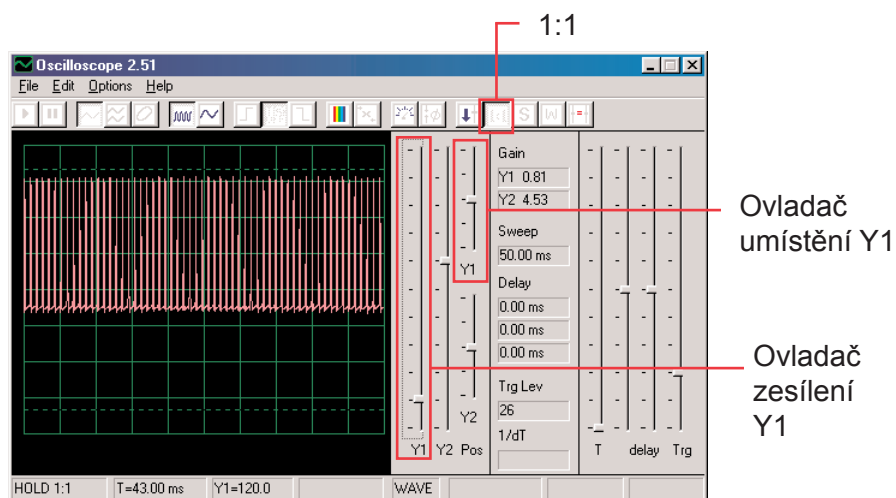 1:1
Oscilloscope 2.51
File Edit Options Help
S W
Gain
Y1 0.81
Y2 4.53
Sweep
50.00 ms
Delay
0.00 ms
0.00 ms
0.00 ms
Trg Lev
26
1/dT
Y1
Y2
Y1 Y2 Pos
T delay Trg
HOLD 1:1 T=43.00 ms Y1=120.0 WAVE
Ovladač
umístění Y1
Ovladač
zesílení
Y1